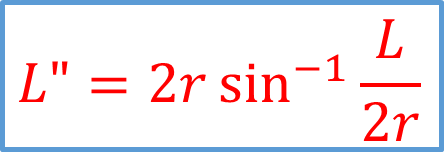 L" = 2r sin⁻¹ L/2r